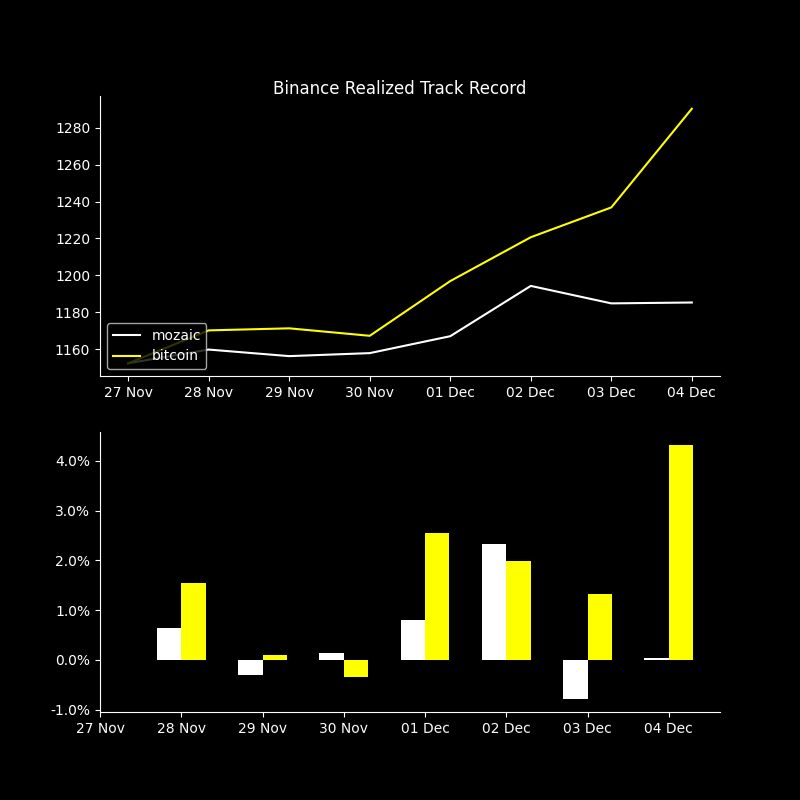 Binance Realized Track Record
1280
1260
1240
1220
1200
1180
1160
mozaic
bitcoin
27 Nov 28 Nov 29 Nov 30 Nov 01 Dec 02 Dec 03 Dec 04 Dec
4.0%
3.0%
2.0%
1.0%
0.0%
-1.0%
27 Nov 28 Nov 29 Nov 30 Nov 01 Dec 02 Dec 03 Dec 04 Dec